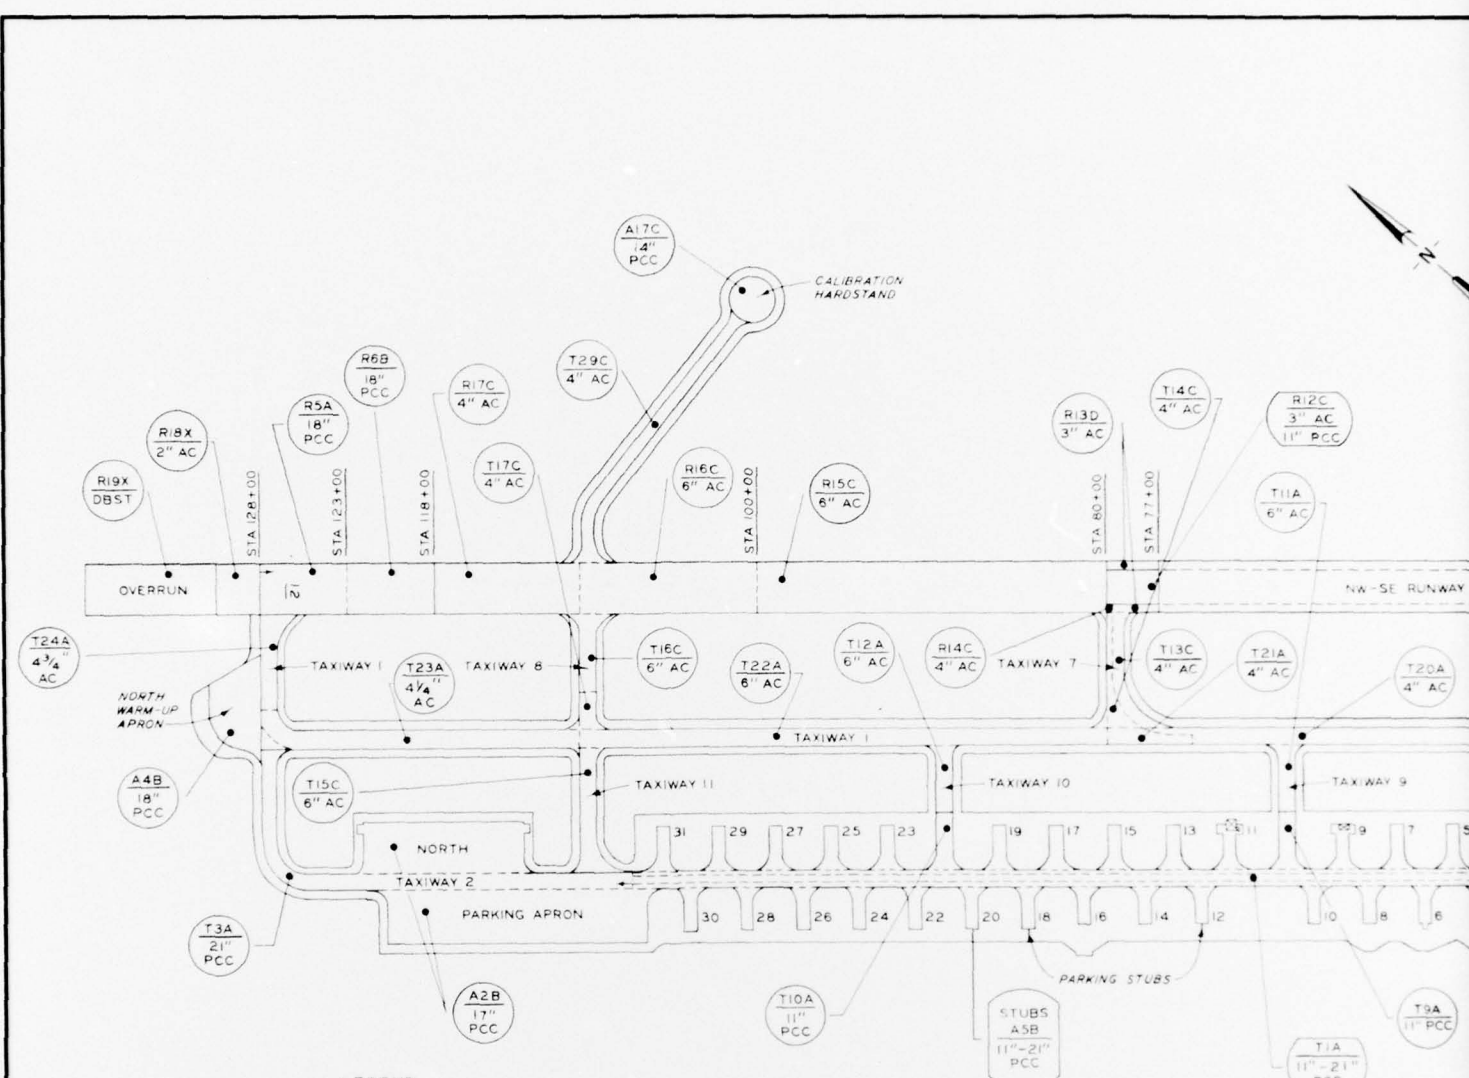 A17C
14"
PCC
CALIBRATION
HARDSTAND
N
R6B
18"
PCC
T29C
4" AC
R17C
4" AC
T14C
4" AC
R12C
3" AC
11" PCC
R5A
18"
PCC
R13D
3" AC
R18X
2" AC
T17C
4" AC
R16C
6" AC
R15C
6" AC
T11A
6" AC
R19X
DBST
STA 128+00
STA 123+00
STA 118+00
STA 100+00
STA 80+00
STA 77+00
OVERRUN
12
NW-SE RUNWAY
T24A
4 3/4"
AC
TAXIWAY 1
T23A
4 1/4"
AC
TAXIWAY 8
T16C
6" AC
T22A
6" AC
T12A
6" AC
R14C
4" AC
TAXIWAY 7
T13C
4" AC
T21A
4" AC
T20A
4" AC
NORTH
WARM-UP
APRON
TAXIWAY 1
A4B
18"
PCC
T15C
6" AC
TAXIWAY 11
TAXIWAY 10
TAXIWAY 9
31 29 27 25 23 19 17 15 13 11 9 7 5
NORTH
TAXIWAY 2
PARKING APRON
30 28 26 24 22 20 18 16 14 12 10 8 6
T3A
21"
PCC
PARKING STUBS
A2B
17"
PCC
T10A
11"
PCC
STUBS
A5B
11"-21"
PCC
T9A
11" PCC
T1A
11"-21"